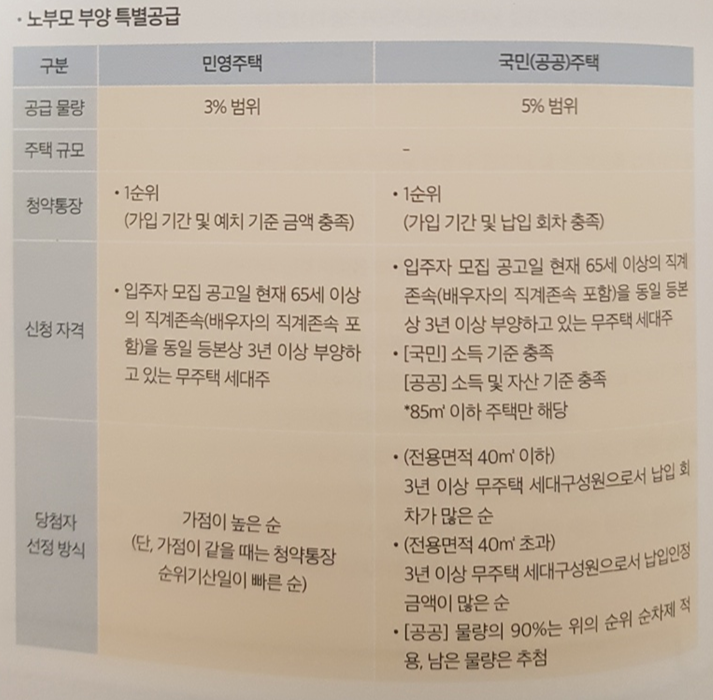 · 노부모 부양 특별공급
구분 민영주택 국민(공공)주택
공급 물량 3% 범위 5% 범위
주택 규모 –
청약통장
• 1순위
(가입 기간 및 예치 기준 금액 충족)
• 1순위
(가입 기간 및 납입 회차 충족)
신청 자격
• 입주자 모집 공고일 현재 65세 이상
의 직계존속(배우자의 직계존속 포
함)을 동일 등본상 3년 이상 부양하
고 있는 무주택 세대주
• 입주자 모집 공고일 현재 65세 이상의 직계
존속(배우자의 직계존속 포함)을 동일 등본
상 3년 이상 부양하고 있는 무주택 세대주
• [국민] 소득 기준 충족
[공공] 소득 및 자산 기준 충족
*85㎡ 이하 주택만 해당
당첨자
선정 방식
가점이 높은 순
(단, 가점이 같을 때는 청약통장
순위기산일이 빠른 순)
• (전용면적 40㎡ 이하)
3년 이상 무주택 세대구성원으로서 납입 회
차가 많은 순
• (전용면적 40㎡ 초과)
3년 이상 무주택 세대구성원으로서 납입인정
금액이 많은 순
• [공공] 물량의 90%는 위의 순위 순차제 적
용, 남은 물량은 추첨